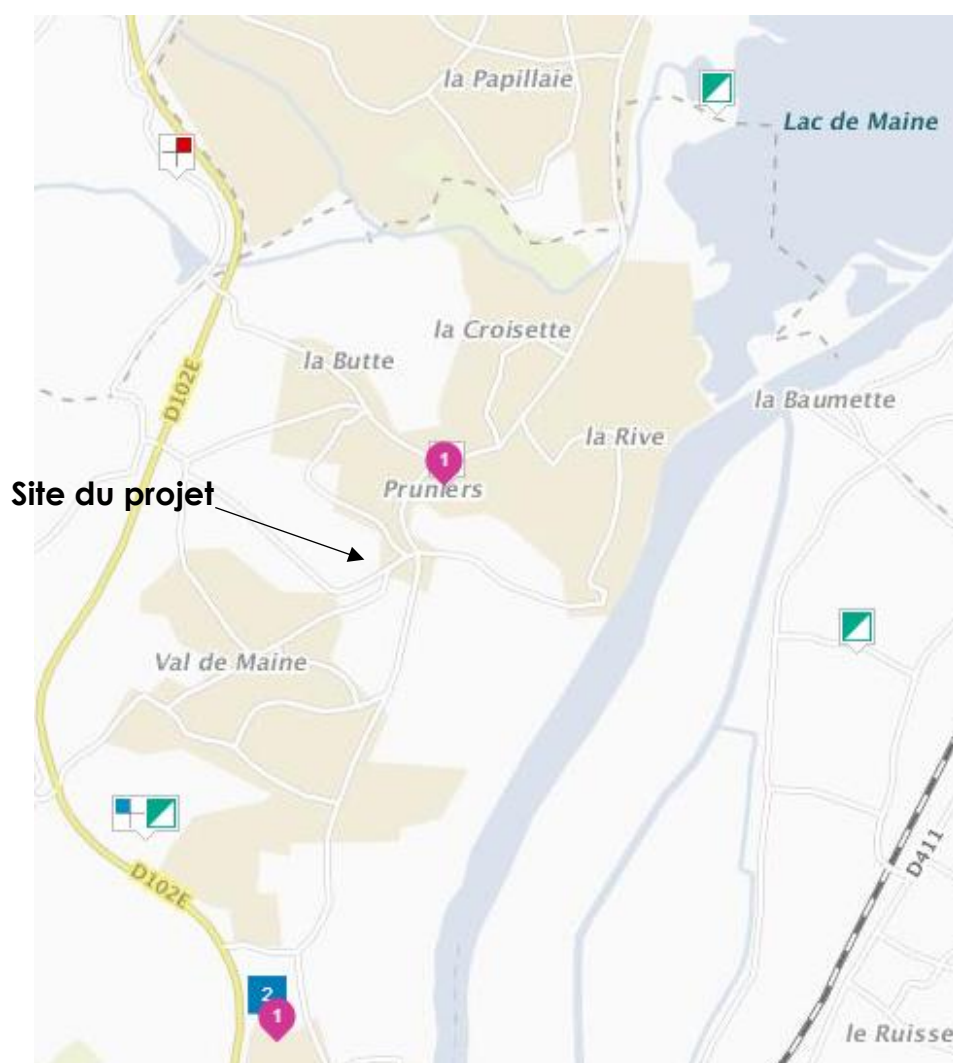 la Papillaie
Lac de Maine
la Croisette
la Butte
D102E
la Baumette
la Rive
1
Pruniers
Site du projet
Val de Maine
D411
D102E
2
1
le Ruisse